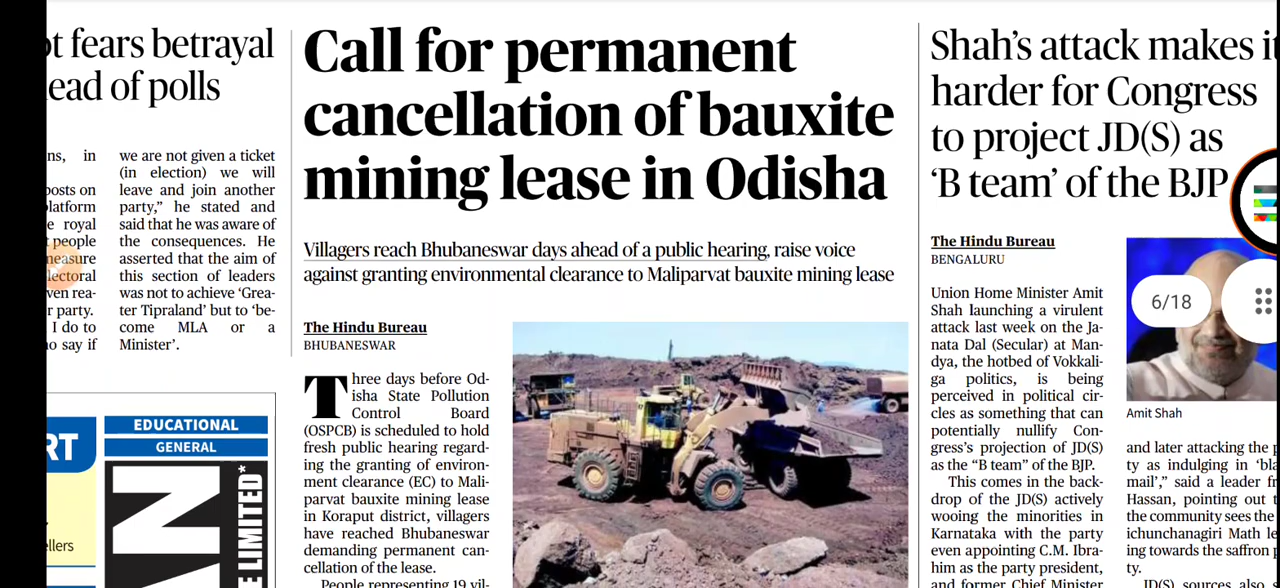 fears betrayal
of polls
ns, in
posts on
platform
royal
people
measure
ven rea-
party.
I do to
say if
we are not given a ticket
(in election) we will
leave and join another
party,” he stated and
said that he was aware of
the consequences. He
asserted that the aim of
this section of leaders
was not to achieve ‘Grea-
ter Tipraland’ but to ‘be-
come MLA or a
Minister’.
RT
ellers
EDUCATIONAL
GENERAL
AN
E LIMITED*
Call for permanent
cancellation of bauxite
mining lease in Odisha
Villagers reach Bhubaneswar days ahead of a public hearing, raise voice
against granting environmental clearance to Maliparvat bauxite mining lease
The Hindu Bureau
BHUBANESWAR
Three days before Od-
isha State Pollution
Control Board
(OSPCB) is scheduled to hold
fresh public hearing regard-
ing the granting of environ-
ment clearance (EC) to Mali-
parvat bauxite mining lease
in Koraput district, villagers
have reached Bhubaneswar
demanding permanent can-
cellation of the lease.
People representing 19 vil-
Shah’s attack makes it
harder for Congress
to project JD(S) as
‘B team’ of the BJP
The Hindu Bureau
BENGALURU
Union Home Minister Amit
Shah launching a virulent
attack last week on the Ja-
nata Dal (Secular) at Man-
dya, the hotbed of Vokkali-
ga politics, is being
perceived in political cir-
cles as something that can
potentially nullify Con-
gress’s projection of JD(S)
as the “B team” of the BJP.
This comes in the back-
drop of the JD(S) actively
wooing the minorities in
Karnataka with the party
even appointing C.M. Ibra-
him as the party president,
and former Chief Minister
6/18
Amit Shah
and later attacking the
ty as indulging in ‘bla
mail’,” said a leader
Hassan, pointing out
the community sees the
ichunchanagiri Math le
ing towards the saffron
ty.
JD(S) sources also